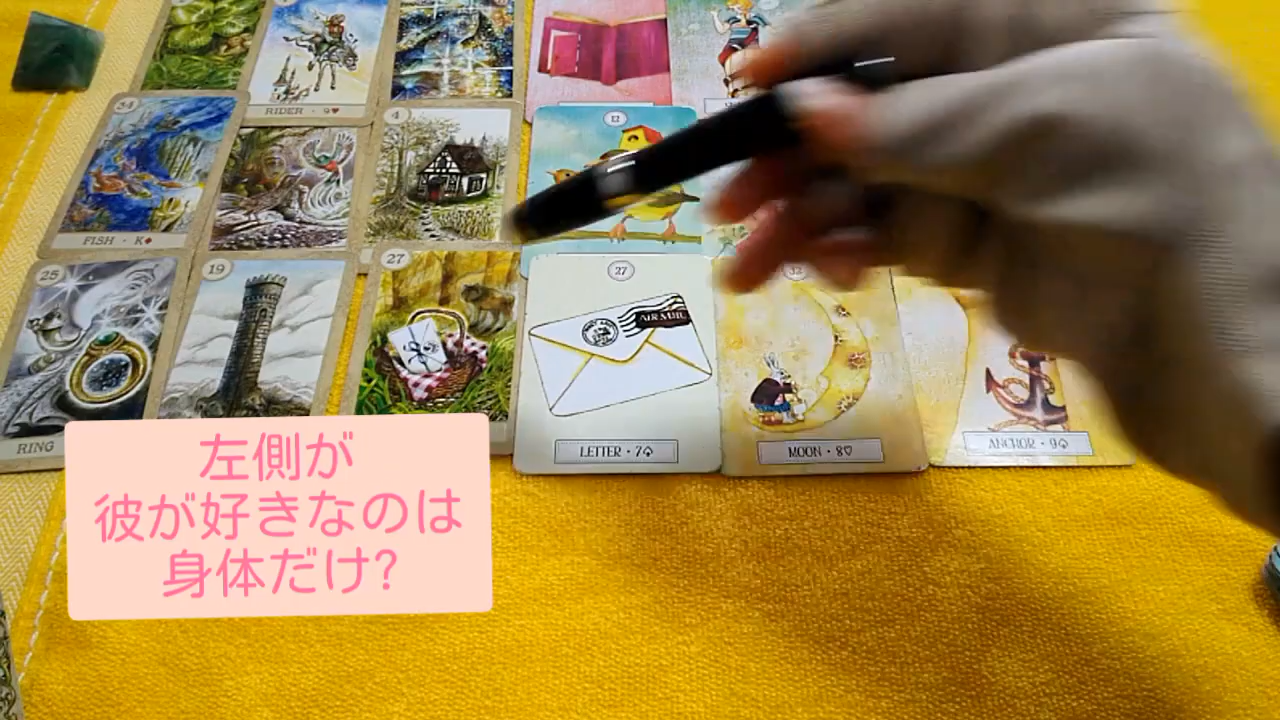 RIDER · 9♥
34
4
12
FISH · K♦
25
19
27
27
AIR MAIL
RING
LETTER · 7♤
MOON · 8♡
ANCHOR · 9♤
左側が
彼が好きなのは
身体だけ?